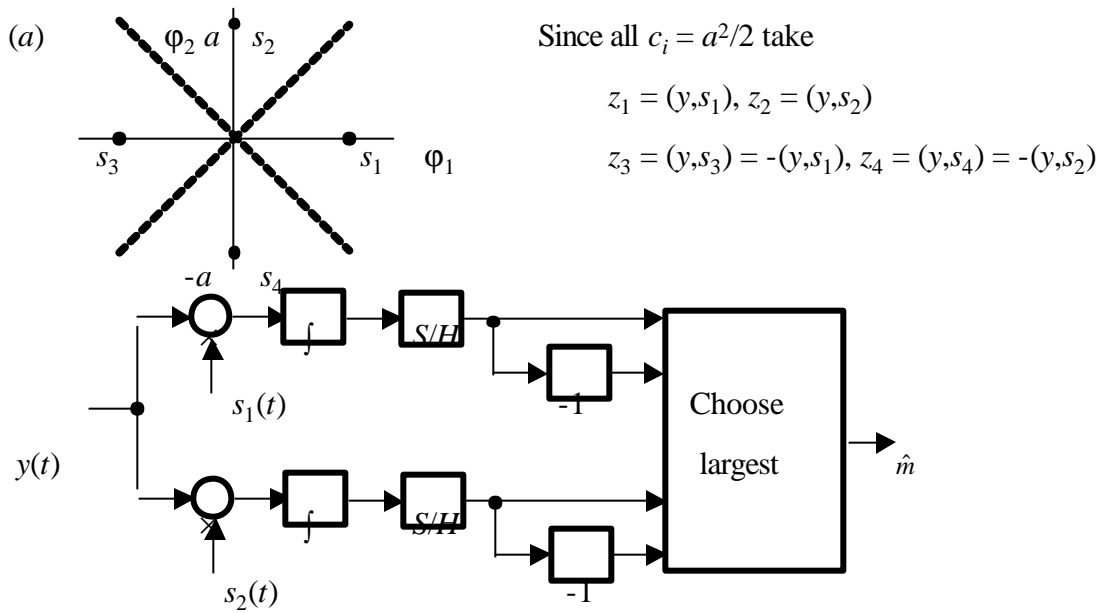 (a)
φ₂ a s₂
Since all cᵢ = a²/2 take
z₁ = (y,s₁), z₂ = (y,s₂)
s₃ s₁ φ₁
z₃ = (y,s₃) = -(y,s₁), z₄ = (y,s₄) = -(y,s₂)
-a s₄
× ∫ S/H
-1
s₁(t)
Choose
largest
y(t)
m̂
× ∫ S/H
-1
s₂(t)